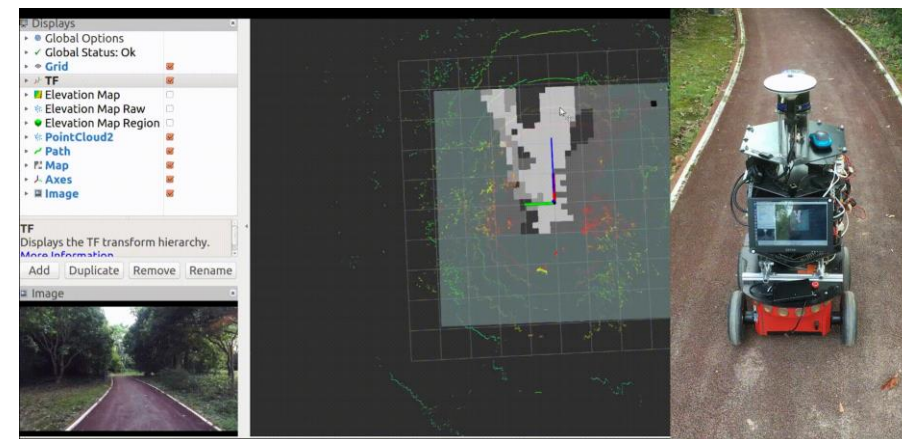 Displays
Global Options
Global Status: Ok
Grid
TF
Elevation Map
Elevation Map Raw
Elevation Map Region
PointCloud2
Path
Map
Axes
Image
TF
Displays the TF transform hierarchy.
More Information
Add Duplicate Remove Rename
Image